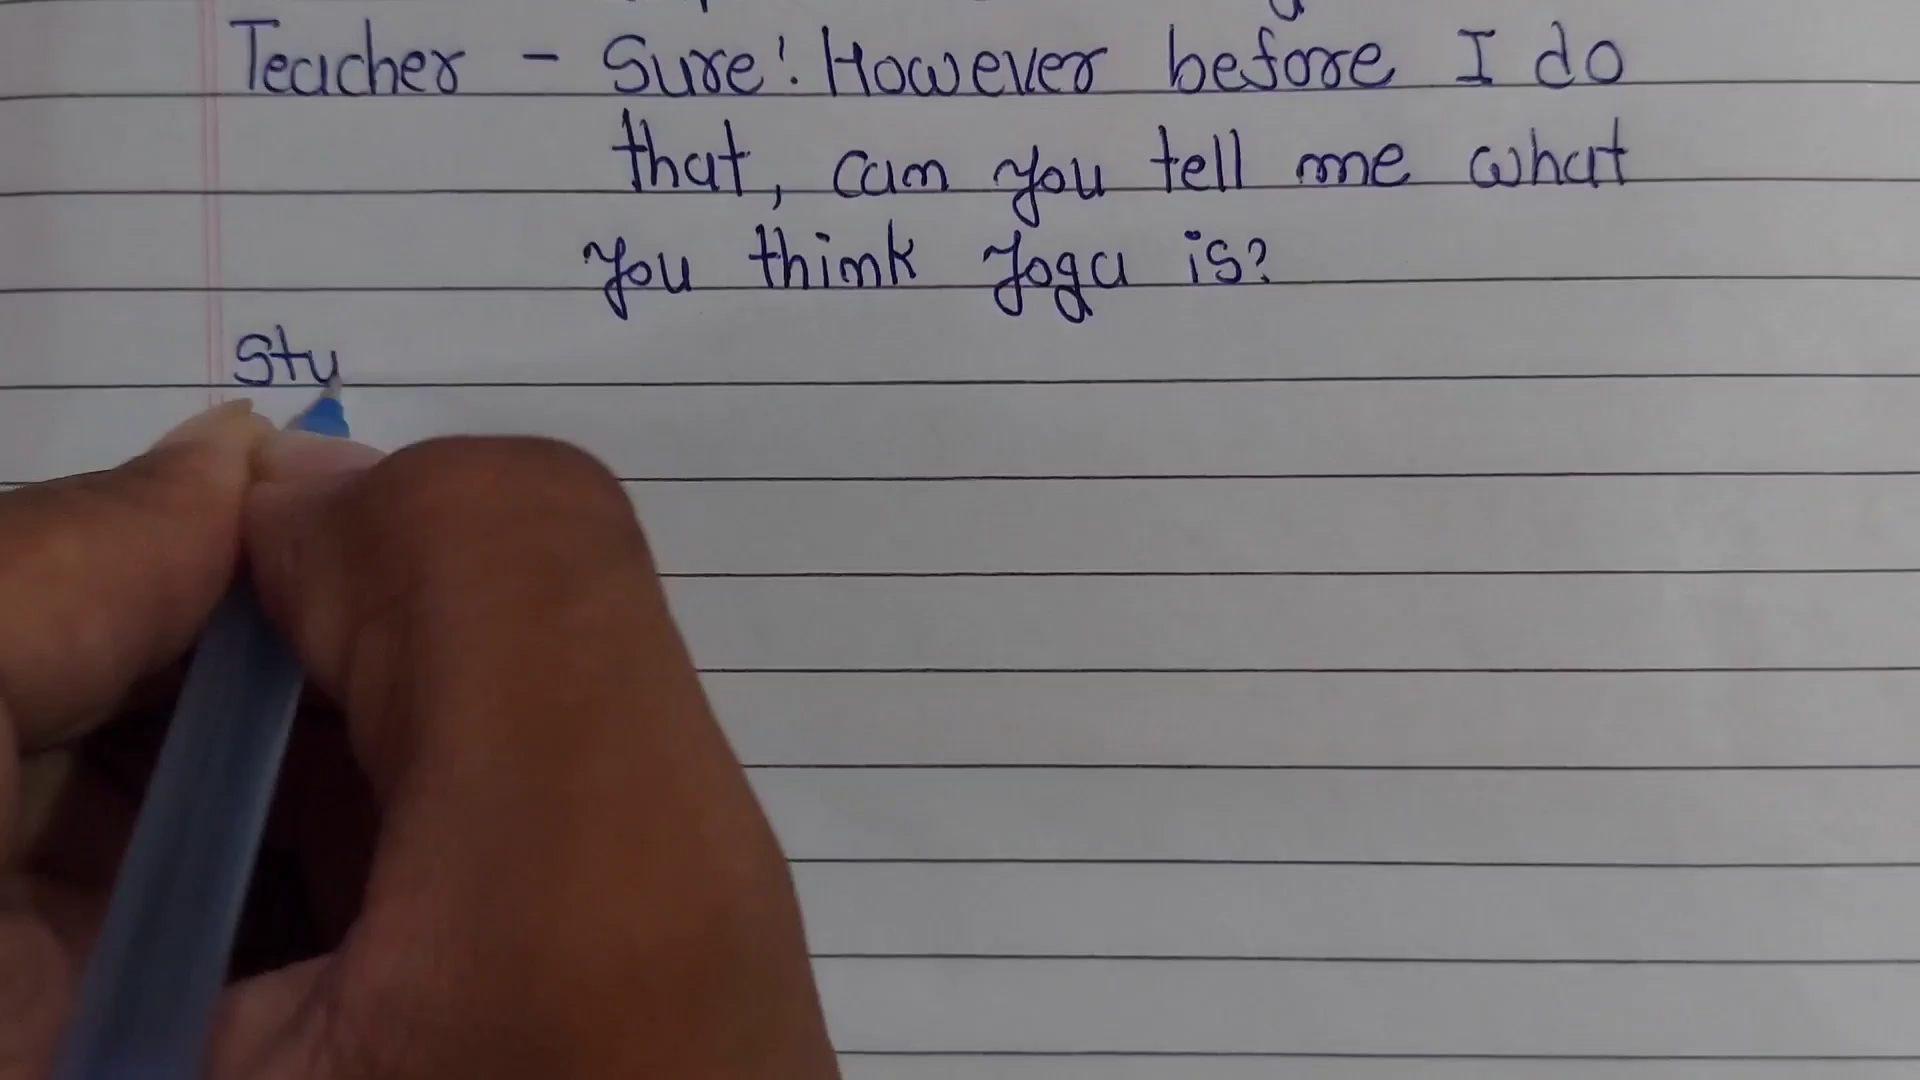 Teacher - Sure! However before I do
that, can you tell me what
you think Yoga is?
Stu